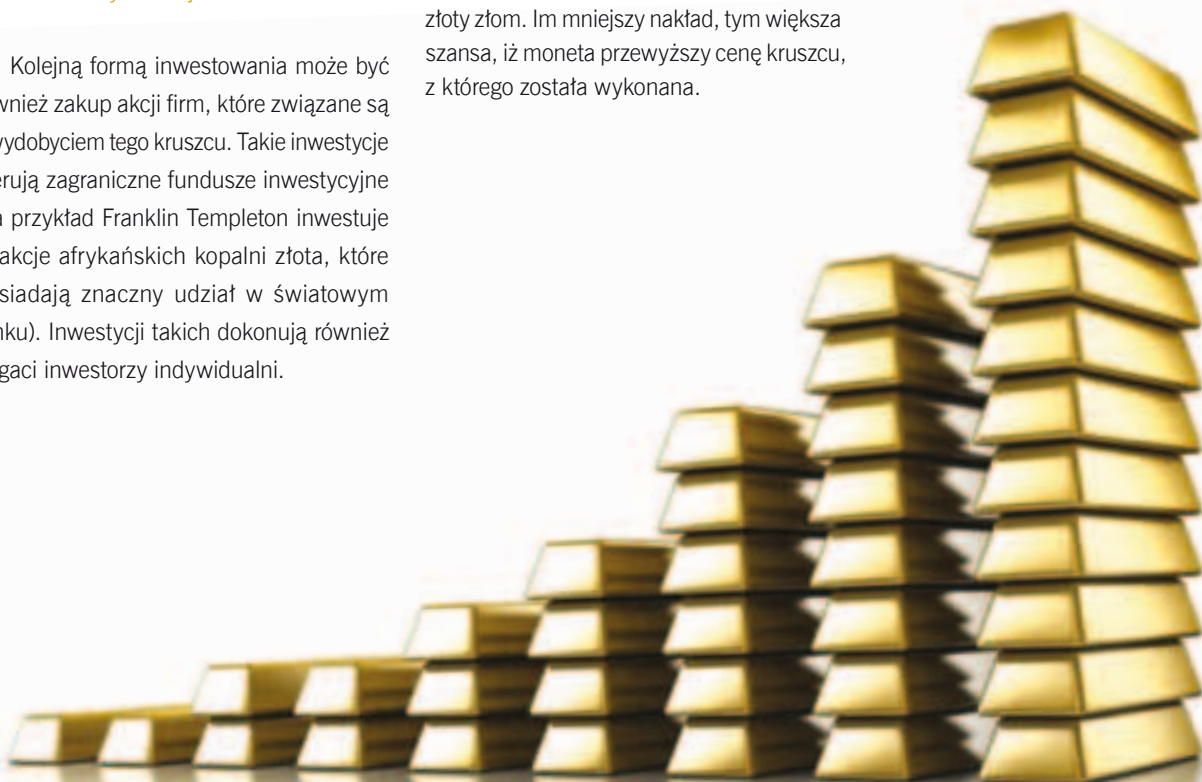 Kolejną formą inwestowania może być
wnież zakup akcji firm, które związane są
wydobyciem tego kruszcu. Takie inwestycje
erują zagraniczne fundusze inwestycyjne
a przykład Franklin Templeton inwestuje
akcje afrykańskich kopalni złota, które
siadają znaczny udział w światowym
nku). Inwestycji takich dokonują również
gaci inwestorzy indywidualni.
złoty złom. Im mniejszy nakład, tym większa
szansa, iż moneta przewyższy cenę kruszcu,
z którego została wykonana.